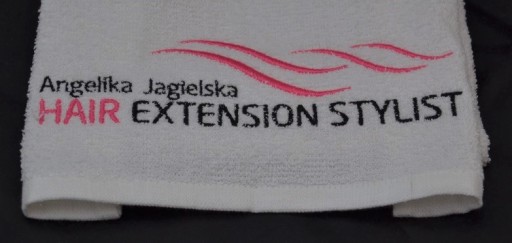 Angelika Jagielska
HAIR EXTENSION STYLIST